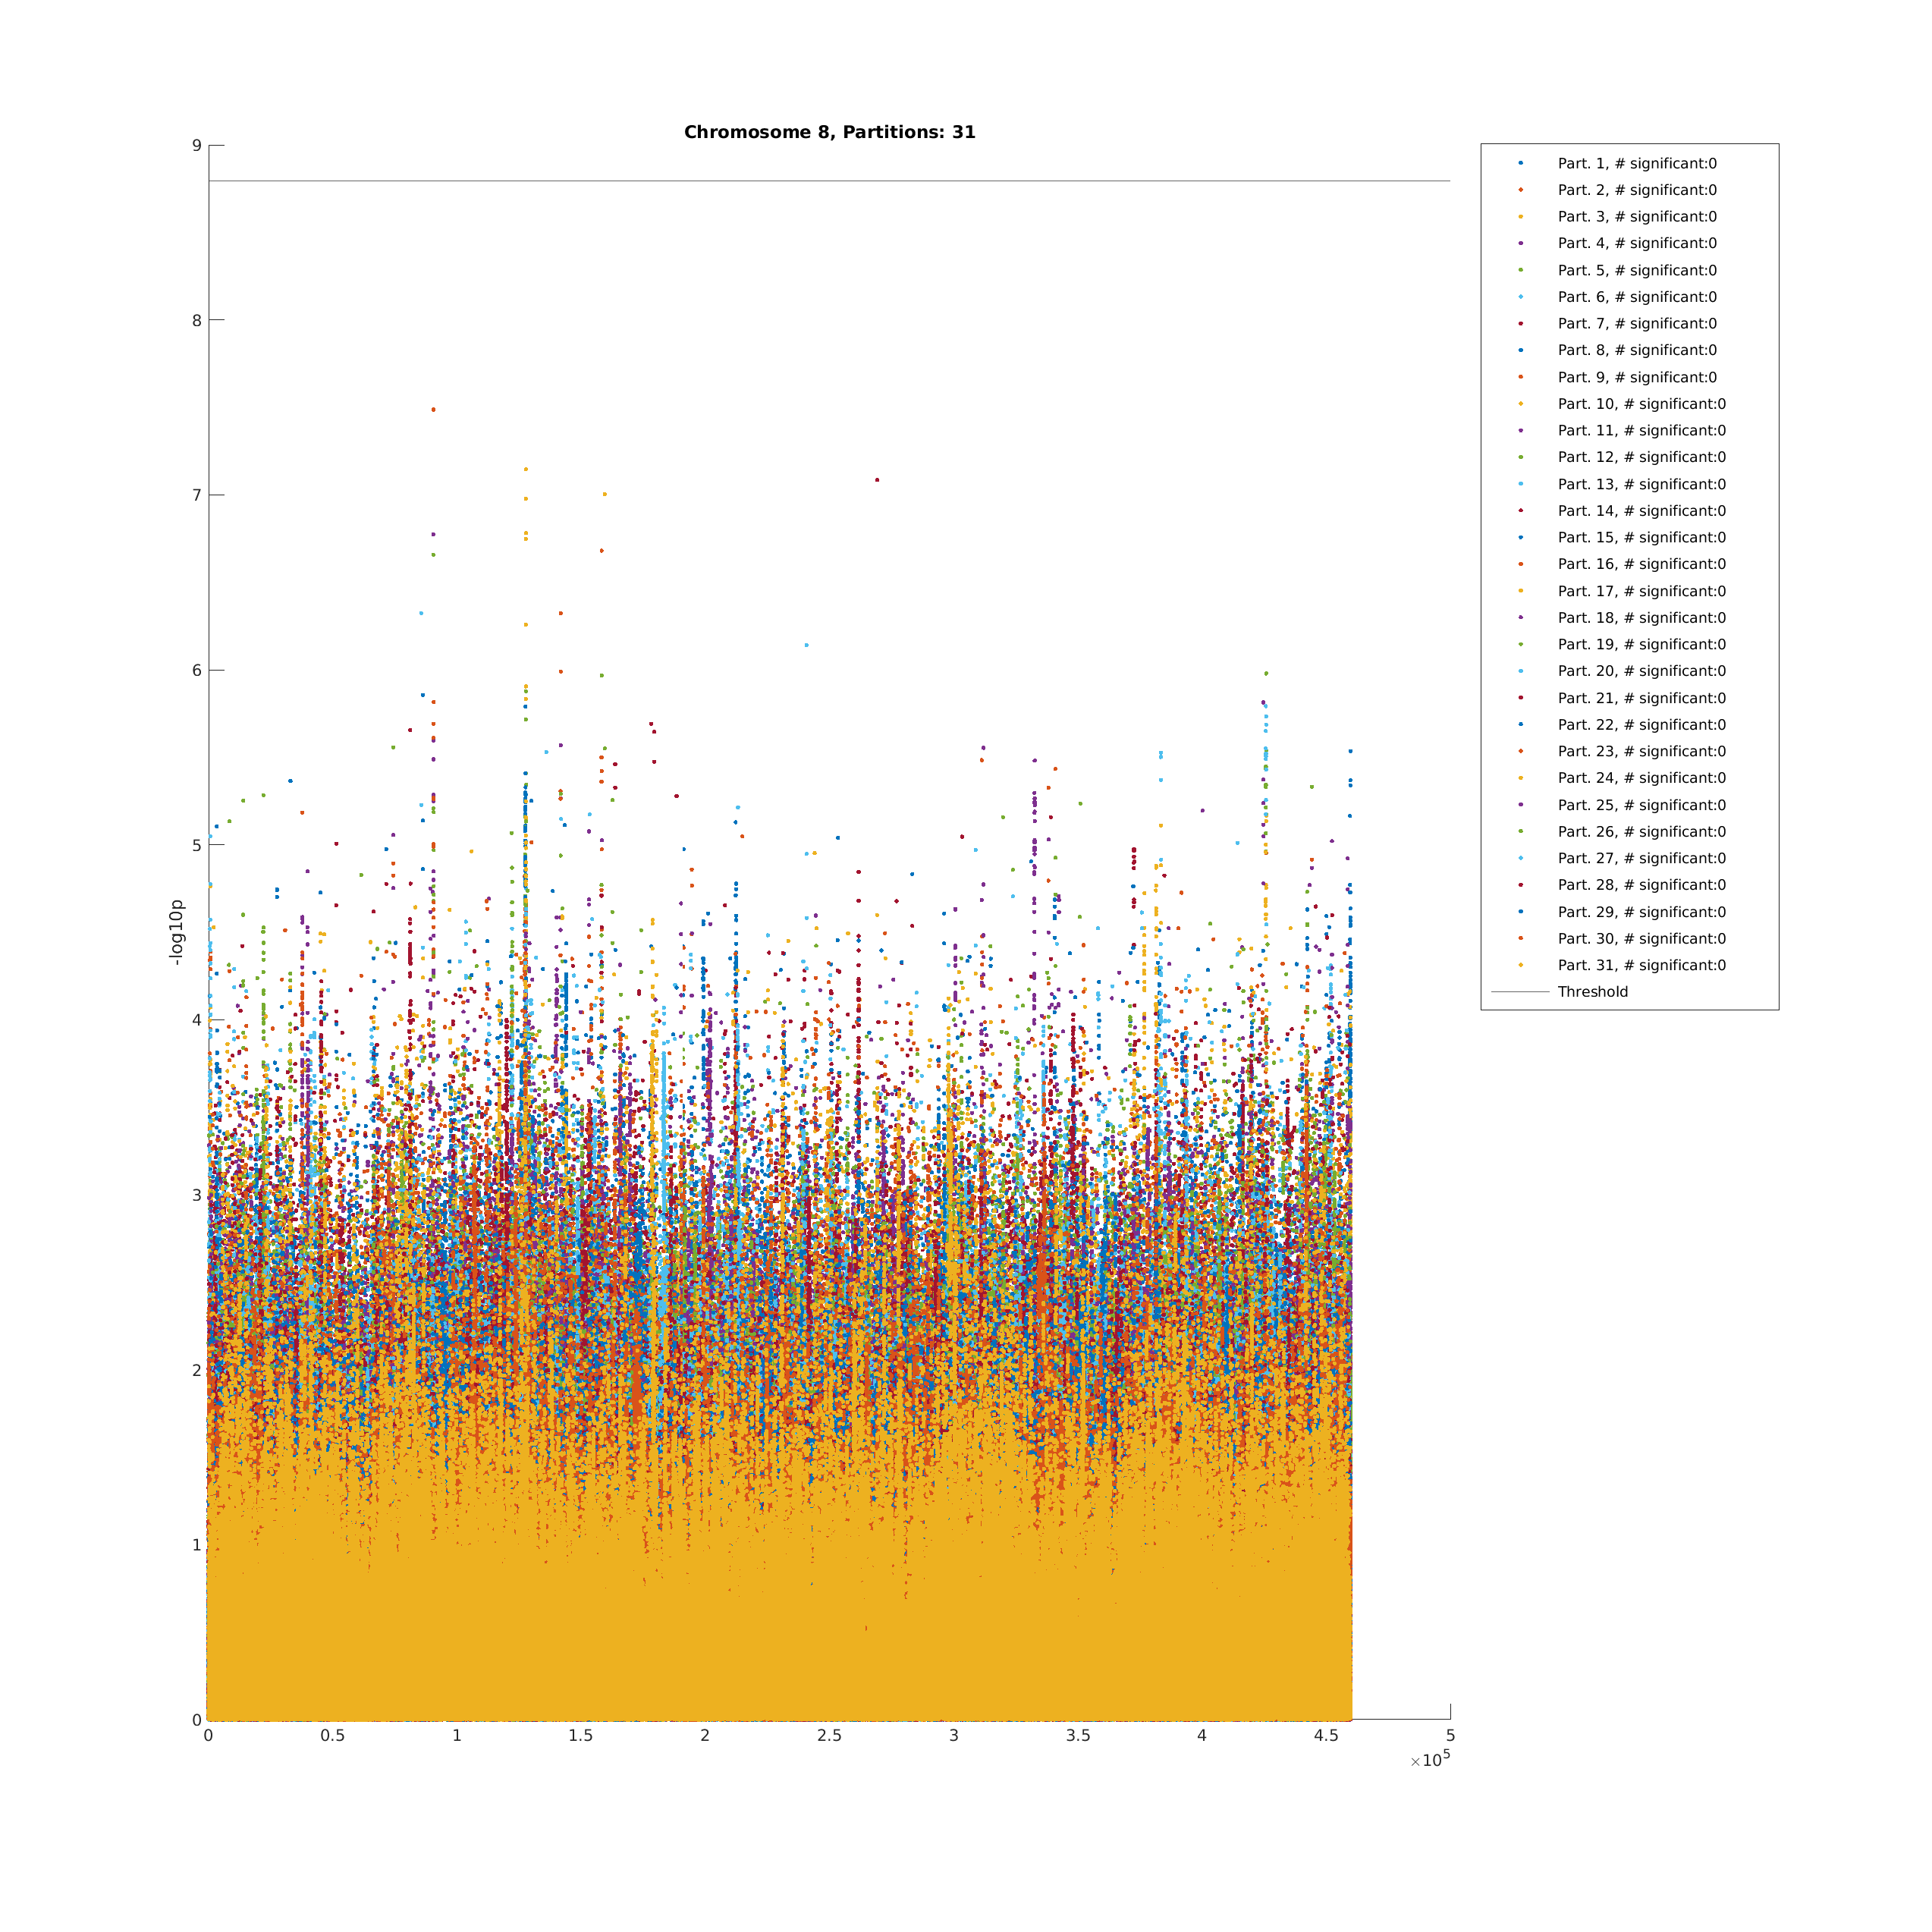 Chromosome 8, Partitions: 31
9
8
7
6
5
4
3
2
1
0
-log10p
0 0.5 1 1.5 2 2.5 3 3.5 4 4.5 5
×10^5
Part. 1, # significant:0
Part. 2, # significant:0
Part. 3, # significant:0
Part. 4, # significant:0
Part. 5, # significant:0
Part. 6, # significant:0
Part. 7, # significant:0
Part. 8, # significant:0
Part. 9, # significant:0
Part. 10, # significant:0
Part. 11, # significant:0
Part. 12, # significant:0
Part. 13, # significant:0
Part. 14, # significant:0
Part. 15, # significant:0
Part. 16, # significant:0
Part. 17, # significant:0
Part. 18, # significant:0
Part. 19, # significant:0
Part. 20, # significant:0
Part. 21, # significant:0
Part. 22, # significant:0
Part. 23, # significant:0
Part. 24, # significant:0
Part. 25, # significant:0
Part. 26, # significant:0
Part. 27, # significant:0
Part. 28, # significant:0
Part. 29, # significant:0
Part. 30, # significant:0
Part. 31, # significant:0
Threshold